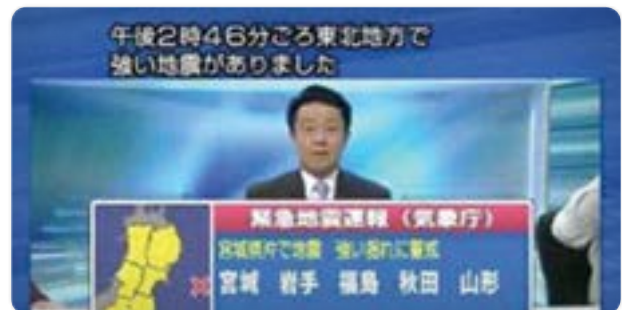 午後2時46分ごろ東北地方で
強い地震がありました
緊急地震速報(気象庁)
宮城県沖で地震 強い揺れに警戒
宮城 岩手 福島 秋田 山形